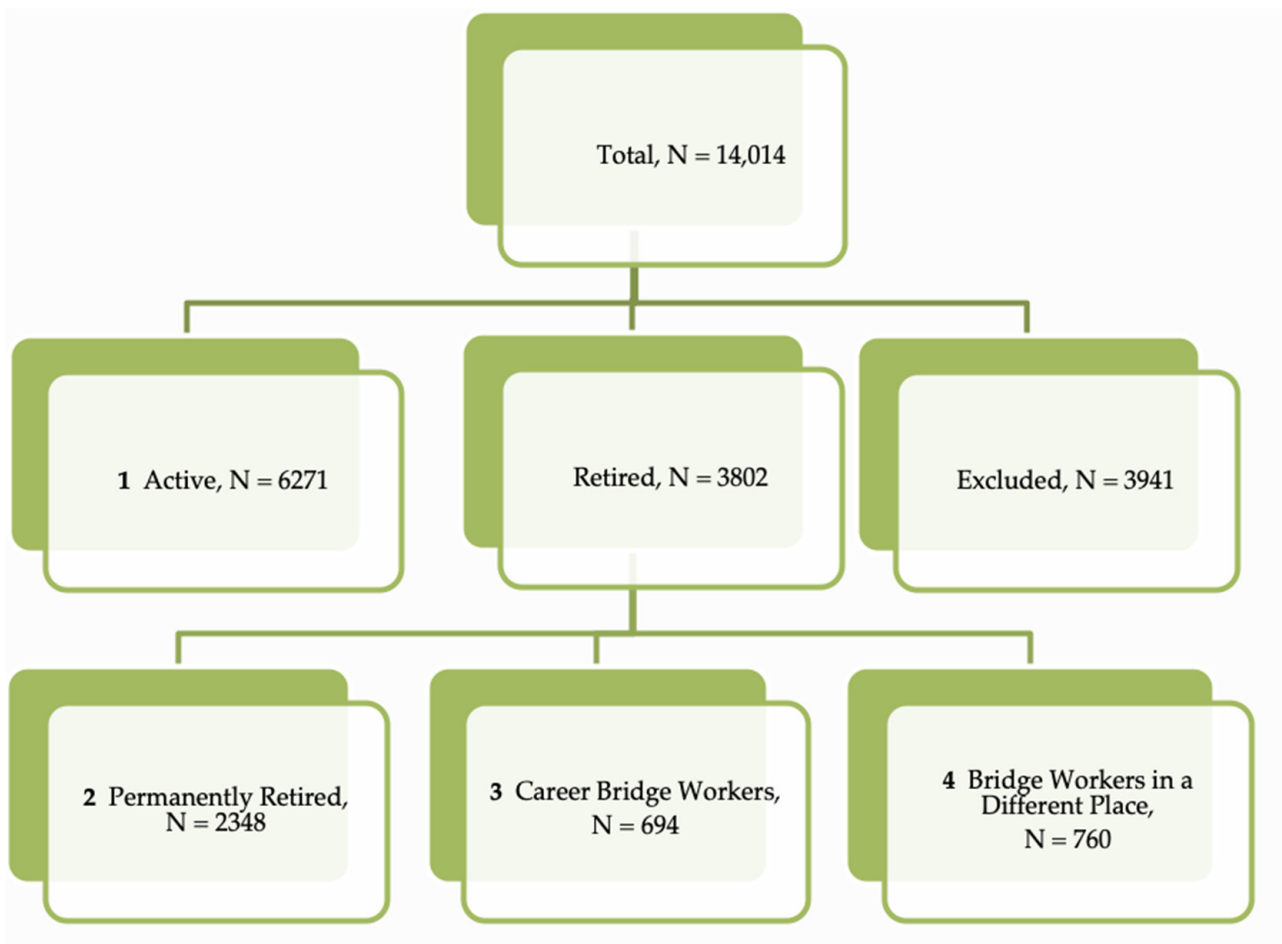 Total, N = 14,014
1 Active, N = 6271
Retired, N = 3802
Excluded, N = 3941
2 Permanently Retired,
N = 2348
3 Career Bridge Workers,
N = 694
4 Bridge Workers in a
Different Place,
N = 760